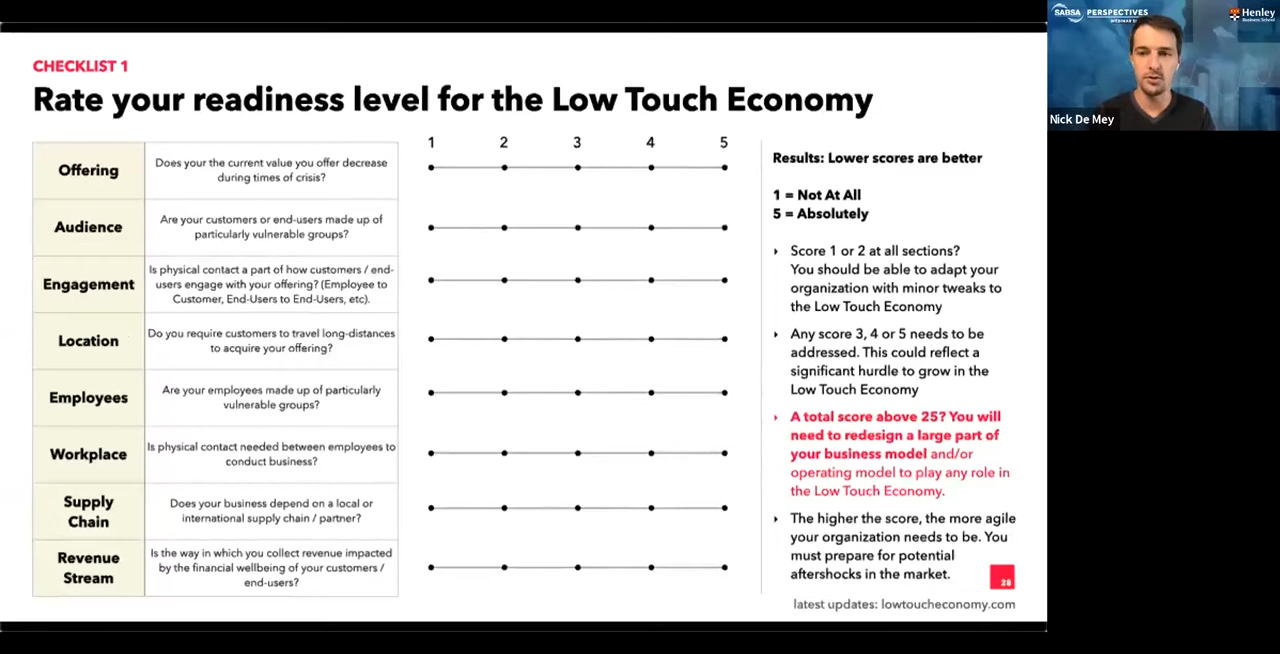 CHECKLIST 1
Rate your readiness level for the Low Touch Economy
1 2 3 4 5
Offering
Does your the current value you offer decrease
during times of crisis?
Audience
Are your customers or end-users made up of
particularly vulnerable groups?
Engagement
Is physical contact a part of how customers / end-
users engage with your offering? (Employee to
Customer, End-Users to End-Users, etc).
Location
Do you require customers to travel long-distances
to acquire your offering?
Employees
Are your employees made up of particularly
vulnerable groups?
Workplace
Is physical contact needed between employees to
conduct business?
Supply
Chain
Does your business depend on a local or
international supply chain / partner?
Revenue
Stream
Is the way in which you collect revenue impacted
by the financial wellbeing of your customers /
end-users?
Results: Lower scores are better
1 = Not At All
5 = Absolutely
Score 1 or 2 at all sections?
You should be able to adapt your
organization with minor tweaks to
the Low Touch Economy
Any score 3, 4 or 5 needs to be
addressed. This could reflect a
significant hurdle to grow in the
Low Touch Economy
A total score above 25? You will
need to redesign a large part of
your business model and/or
operating model to play any role in
the Low Touch Economy.
The higher the score, the more agile
your organization needs to be. You
must prepare for potential
aftershocks in the market.
28
latest updates: lowtoucheconomy.com
SABSA PERSPECTIVES
Henley
Business School
Nick De Mey